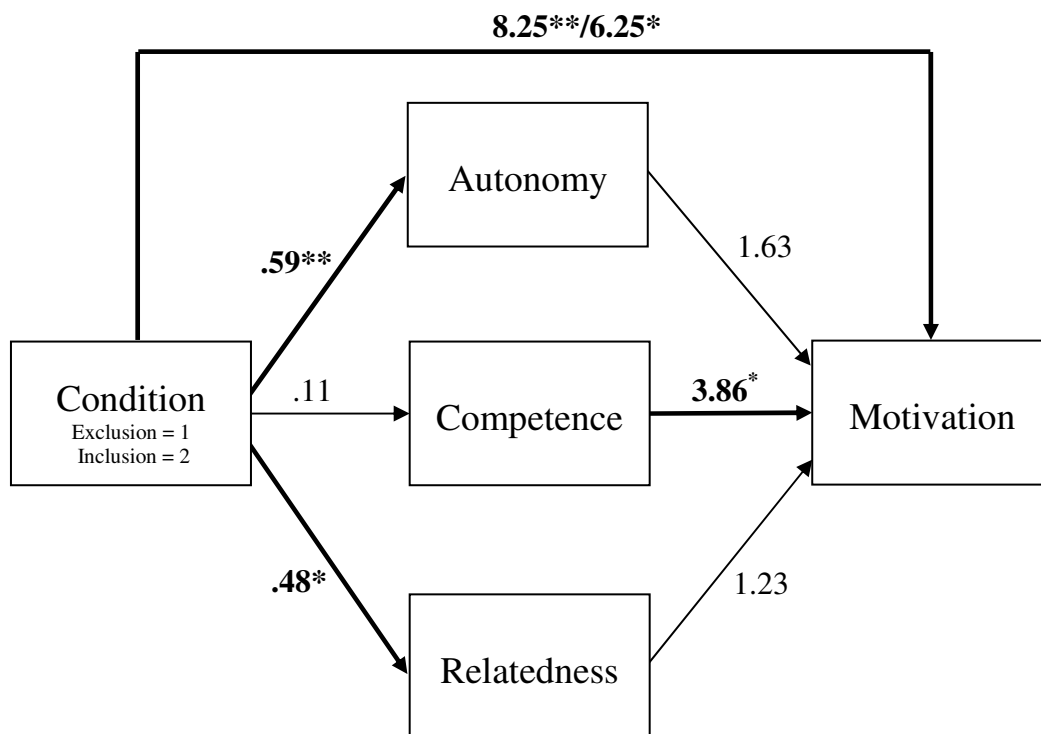 8.25**/6.25*
Autonomy
1.63
.59**
Condition
Exclusion = 1
Inclusion = 2
.11
Competence
3.86*
Motivation
.48*
1.23
Relatedness